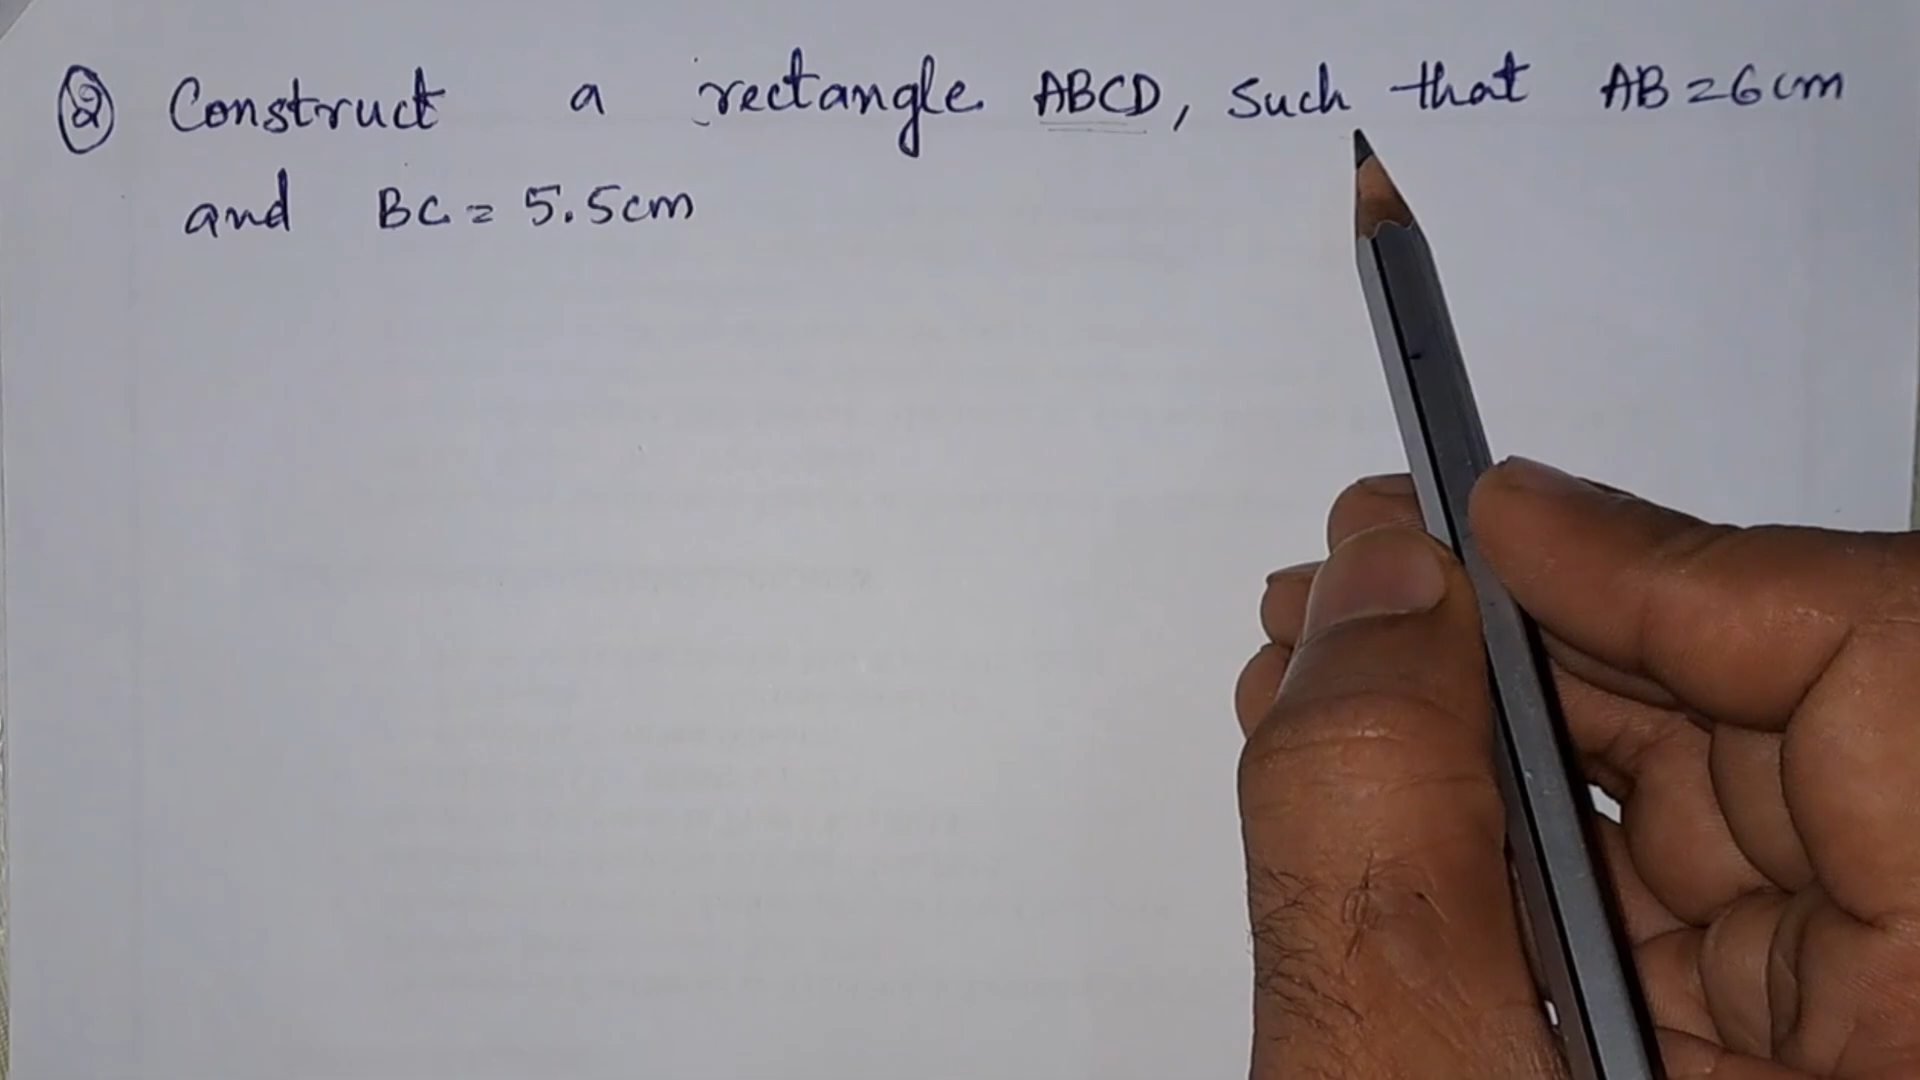 ② Construct a rectangle ABCD, such that AB = 6cm
and BC = 5.5cm